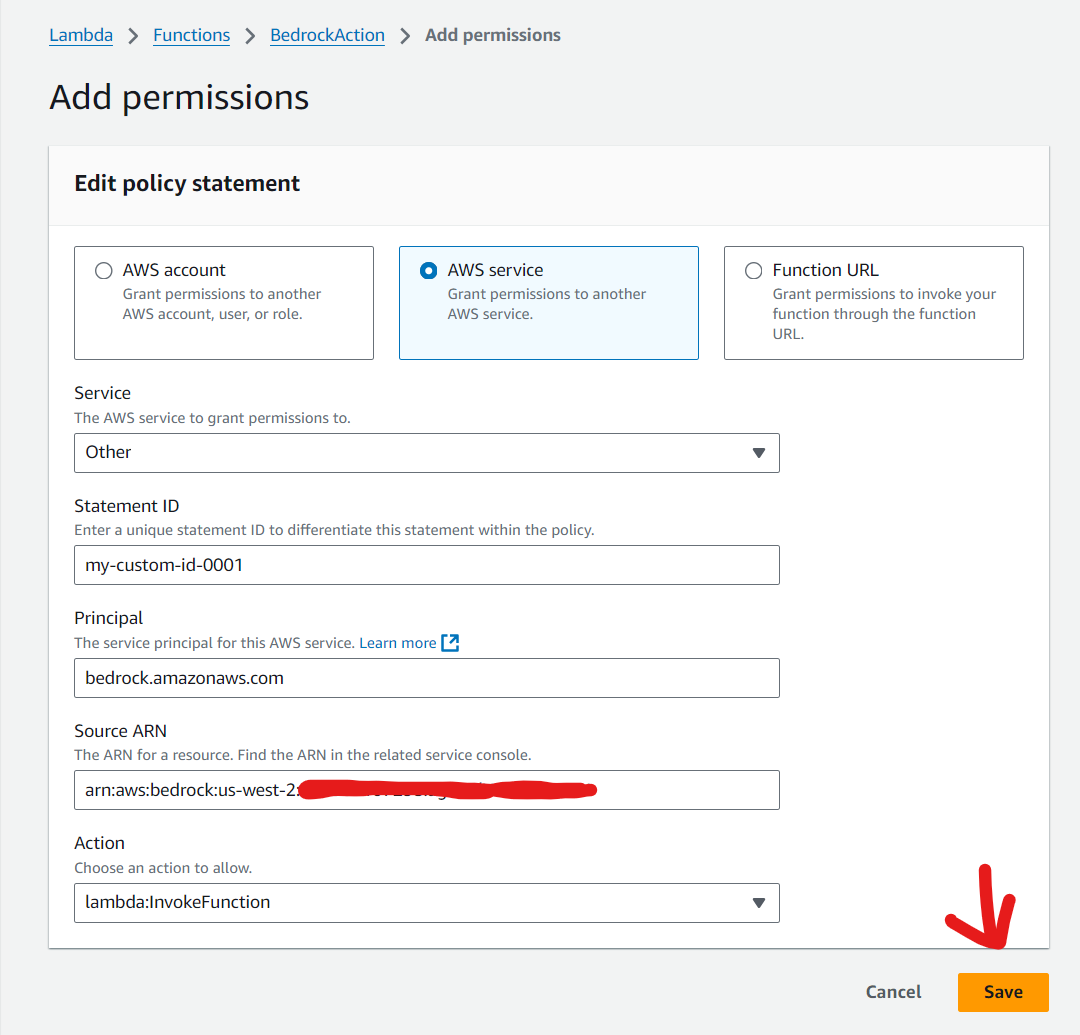 Lambda > Functions > BedrockAction > Add permissions
Add permissions
Edit policy statement
AWS account
Grant permissions to another
AWS account, user, or role.
AWS service
Grant permissions to another
AWS service.
Function URL
Grant permissions to invoke your
function through the function
URL.
Service
The AWS service to grant permissions to.
Other
Statement ID
Enter a unique statement ID to differentiate this statement within the policy.
my-custom-id-0001
Principal
The service principal for this AWS service. Learn more
bedrock.amazonaws.com
Source ARN
The ARN for a resource. Find the ARN in the related service console.
arn:aws:bedrock:us-west-2:
Action
Choose an action to allow.
lambda:InvokeFunction
Cancel
Save